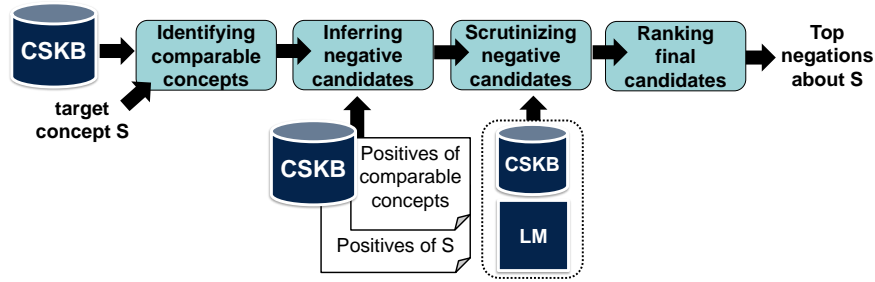 CSKB
target
concept S
Identifying
comparable
concepts
Inferring
negative
candidates
Scrutinizing
negative
candidates
Ranking
final
candidates
Top
negations
about S
CSKB
Positives of
comparable
concepts
Positives of S
CSKB
LM